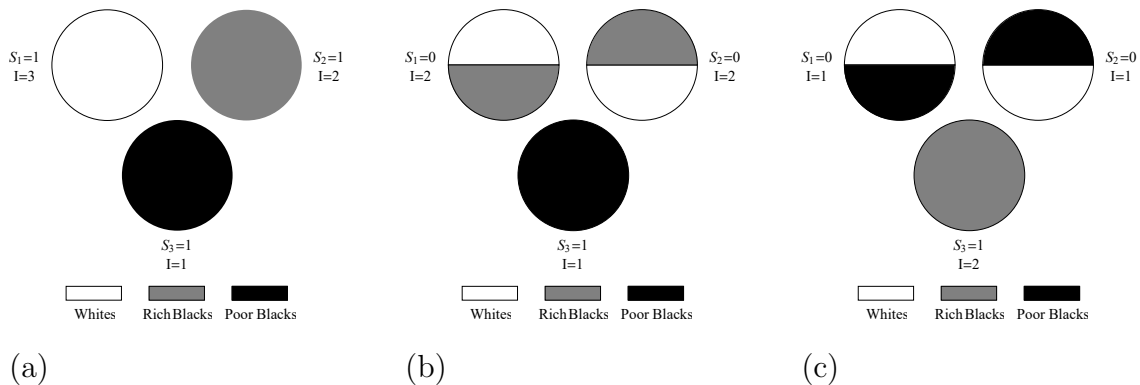 S₁=1
I=3
S₂=1
I=2
S₃=1
I=1
Whites Rich Blacks Poor Blacks
(a)
S₁=0
I=2
S₂=0
I=2
S₃=1
I=1
Whites Rich Blacks Poor Blacks
(b)
S₁=0
I=1
S₂=0
I=1
S₃=1
I=2
Whites Rich Blacks Poor Blacks
(c)